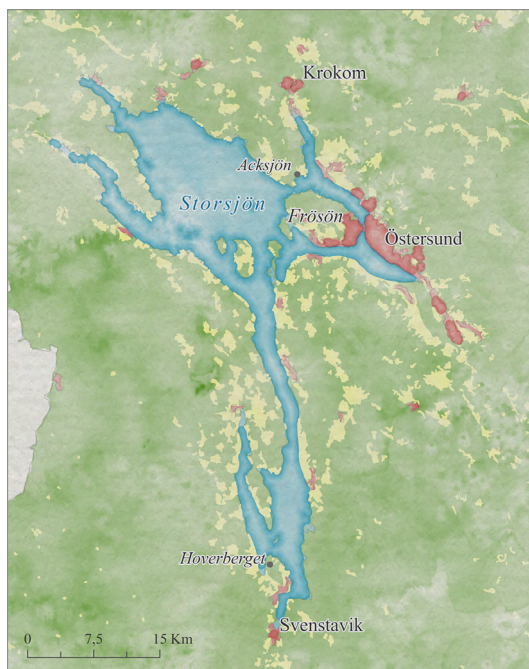 Krokom
Acksjön
Storsjön
Frösön
Östersund
Hoverberget
Svenstavik
0 7,5 15 Km